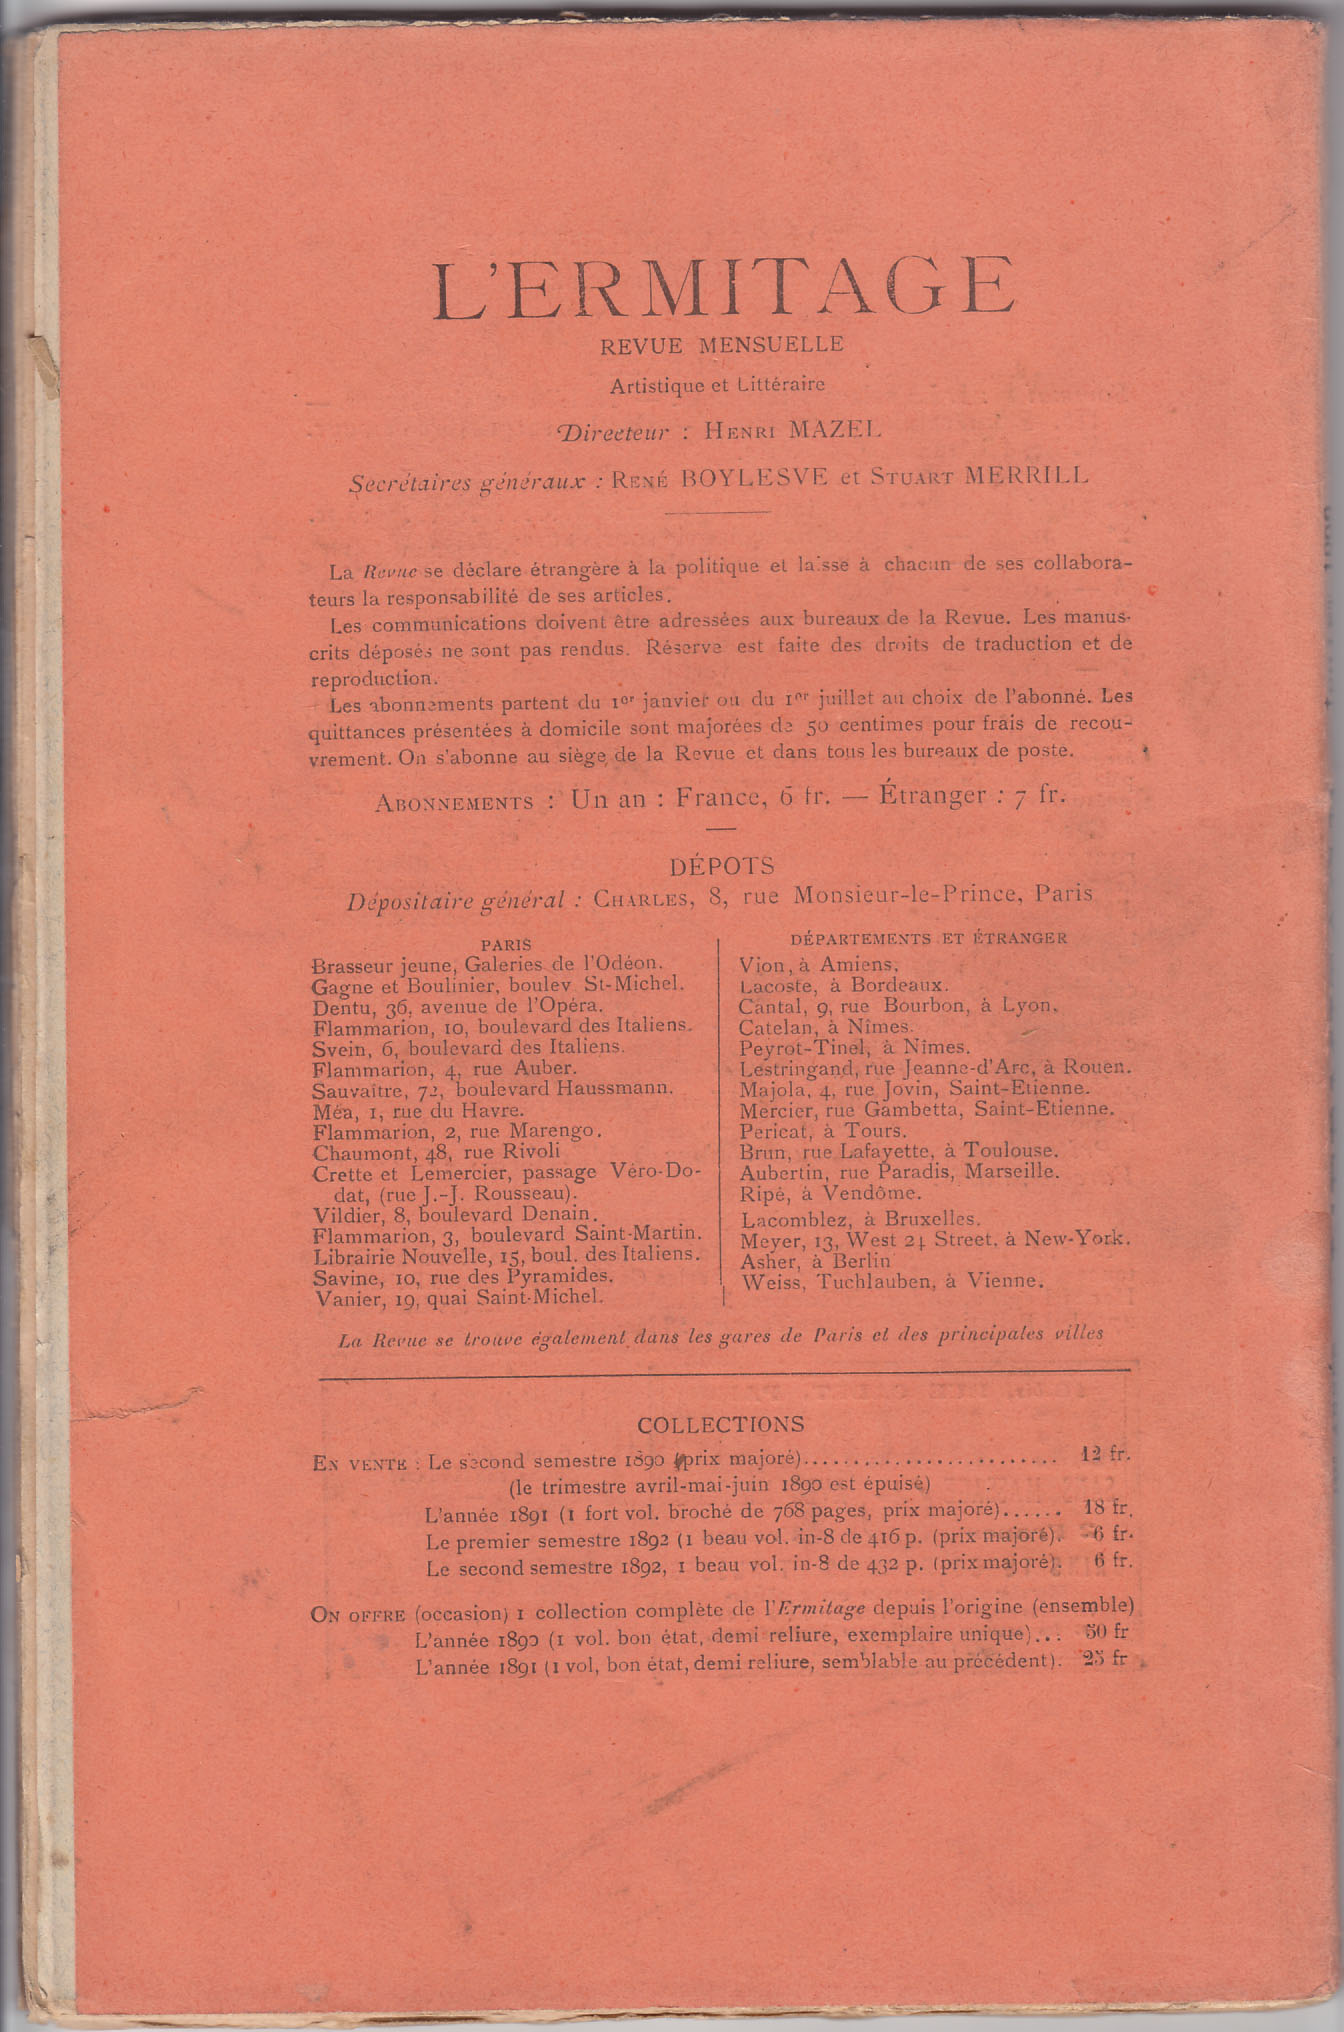 L'ERMITAGE
REVUE MENSUELLE
Artistique et Littéraire
Directeur : HENRI MAZEL
Secrétaires généraux : RENÉ BOYLESVE et STUART MERRILL
La Revue se déclare étrangère à la politique et laisse à chacun de ses collabora-
teurs la responsabilité de ses articles.
Les communications doivent être adressées aux bureaux de la Revue. Les manus-
crits déposés ne sont pas rendus. Réserve est faite des droits de traduction et de
reproduction.
Les abonnements partent du 1er janvier ou du 1er juillet au choix de l'abonné. Les
quittances présentées à domicile sont majorées de 50 centimes pour frais de recou-
vrement. On s'abonne au siège de la Revue et dans tous les bureaux de poste.
ABONNEMENTS : Un an : France, 6 fr. — Étranger : 7 fr.
DÉPOTS
Dépositaire général : CHARLES, 8, rue Monsieur-le-Prince, Paris
PARIS
Brasseur jeune, Galeries de l'Odéon.
Gagne et Boulinier, boulev St-Michel.
Dentu, 36, avenue de l'Opéra.
Flammarion, 10, boulevard des Italiens.
Svein, 6, boulevard des Italiens.
Flammarion, 4, rue Auber.
Sauvaître, 72, boulevard Haussmann.
Méa, 1, rue du Havre.
Flammarion, 2, rue Marengo.
Chaumont, 48, rue Rivoli
Crette et Lemercier, passage Véro-Do-
dat, (rue J.-J. Rousseau).
Vildier, 8, boulevard Denain.
Flammarion, 3, boulevard Saint-Martin.
Librairie Nouvelle, 15, boul. des Italiens.
Savine, 10, rue des Pyramides.
Vanier, 19, quai Saint-Michel.
DÉPARTEMENTS ET ÉTRANGER
Vion, à Amiens.
Lacoste, à Bordeaux.
Cantal, 9, rue Bourbon, à Lyon.
Catelan, à Nîmes.
Peyrot-Tinel, à Nîmes.
Lestringand, rue Jeanne-d'Arc, à Rouen.
Majola, 4, rue Jovin, Saint-Etienne.
Mercier, rue Gambetta, Saint-Etienne.
Pericat, à Tours.
Brun, rue Lafayette, à Toulouse.
Aubertin, rue Paradis, Marseille.
Ripé, à Vendôme.
Lacomblez, à Bruxelles.
Meyer, 13, West 24 Street, à New-York.
Asher, à Berlin
Weiss, Tuchlauben, à Vienne.
La Revue se trouve également dans les gares de Paris et des principales villes
COLLECTIONS
EN VENTE : Le second semestre 1890 (prix majoré).......................... 12 fr.
(le trimestre avril-mai-juin 1890 est épuisé)
L'année 1891 (1 fort vol. broché de 768 pages, prix majoré)...... 18 fr.
Le premier semestre 1892 (1 beau vol. in-8 de 416 p. (prix majoré). 6 fr.
Le second semestre 1892, 1 beau vol. in-8 de 432 p. (prix majoré). 6 fr.
ON OFFRE (occasion) 1 collection complète de l'Ermitage depuis l'origine (ensemble)
L'année 1890 (1 vol. bon état, demi reliure, exemplaire unique)... 50 fr
L'année 1891 (1 vol, bon état, demi reliure, semblable au précédent). 25 fr